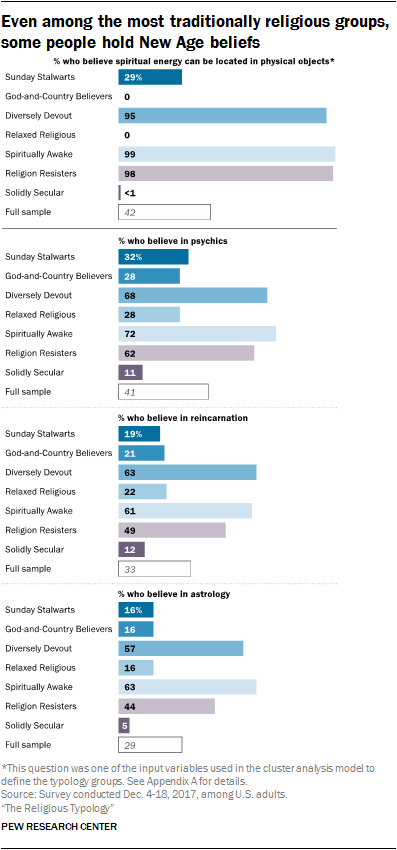 Even among the most traditionally religious groups,
some people hold New Age beliefs
% who believe spiritual energy can be located in physical objects*
Sunday Stalwarts 29%
God-and-Country Believers 0
Diversely Devout 95
Relaxed Religious 0
Spiritually Awake 99
Religion Resisters 98
Solidly Secular <1
Full sample 42
% who believe in psychics
Sunday Stalwarts 32%
God-and-Country Believers 28
Diversely Devout 68
Relaxed Religious 28
Spiritually Awake 72
Religion Resisters 62
Solidly Secular 11
Full sample 41
% who believe in reincarnation
Sunday Stalwarts 19%
God-and-Country Believers 21
Diversely Devout 63
Relaxed Religious 22
Spiritually Awake 61
Religion Resisters 49
Solidly Secular 12
Full sample 33
% who believe in astrology
Sunday Stalwarts 16%
God-and-Country Believers 16
Diversely Devout 57
Relaxed Religious 16
Spiritually Awake 63
Religion Resisters 44
Solidly Secular 5
Full sample 29
*This question was one of the input variables used in the cluster analysis model to
define the typology groups. See Appendix A for details.
Source: Survey conducted Dec. 4-18, 2017, among U.S. adults.
“The Religious Typology”
PEW RESEARCH CENTER